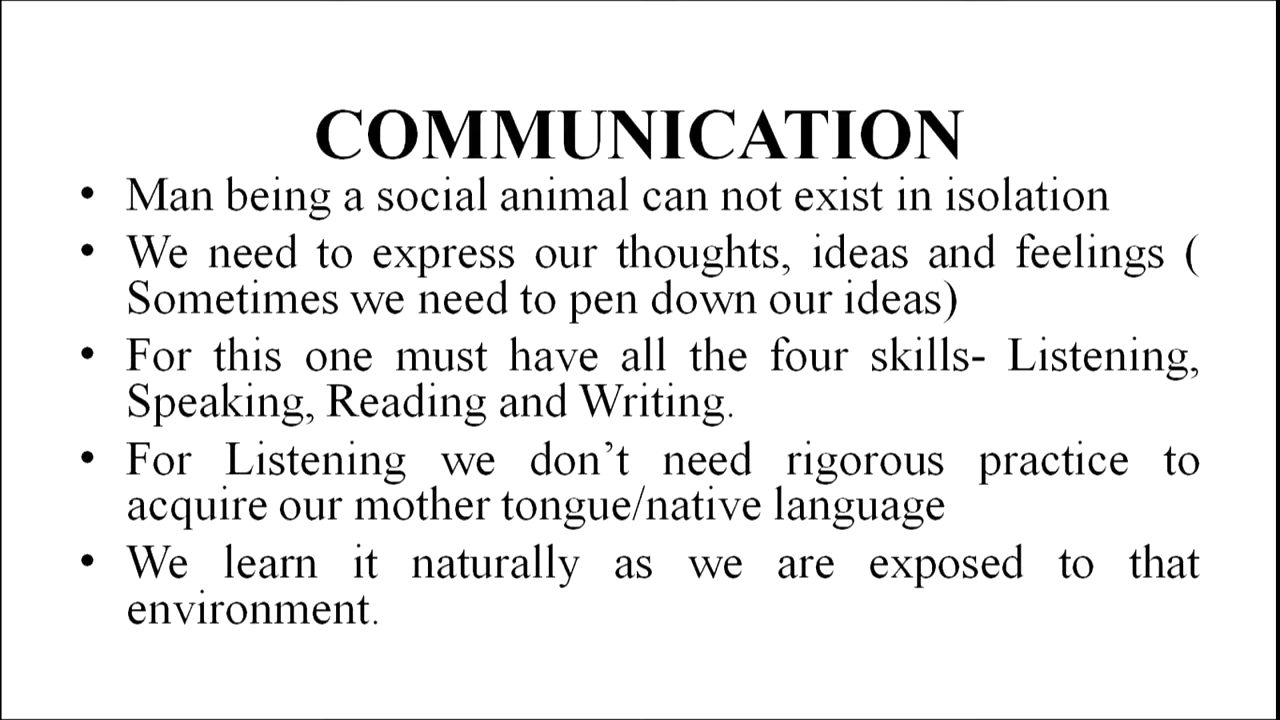 COMMUNICATION
• Man being a social animal can not exist in isolation
• We need to express our thoughts, ideas and feelings (
Sometimes we need to pen down our ideas)
• For this one must have all the four skills- Listening,
Speaking, Reading and Writing.
• For Listening we don’t need rigorous practice to
acquire our mother tongue/native language
• We learn it naturally as we are exposed to that
environment.